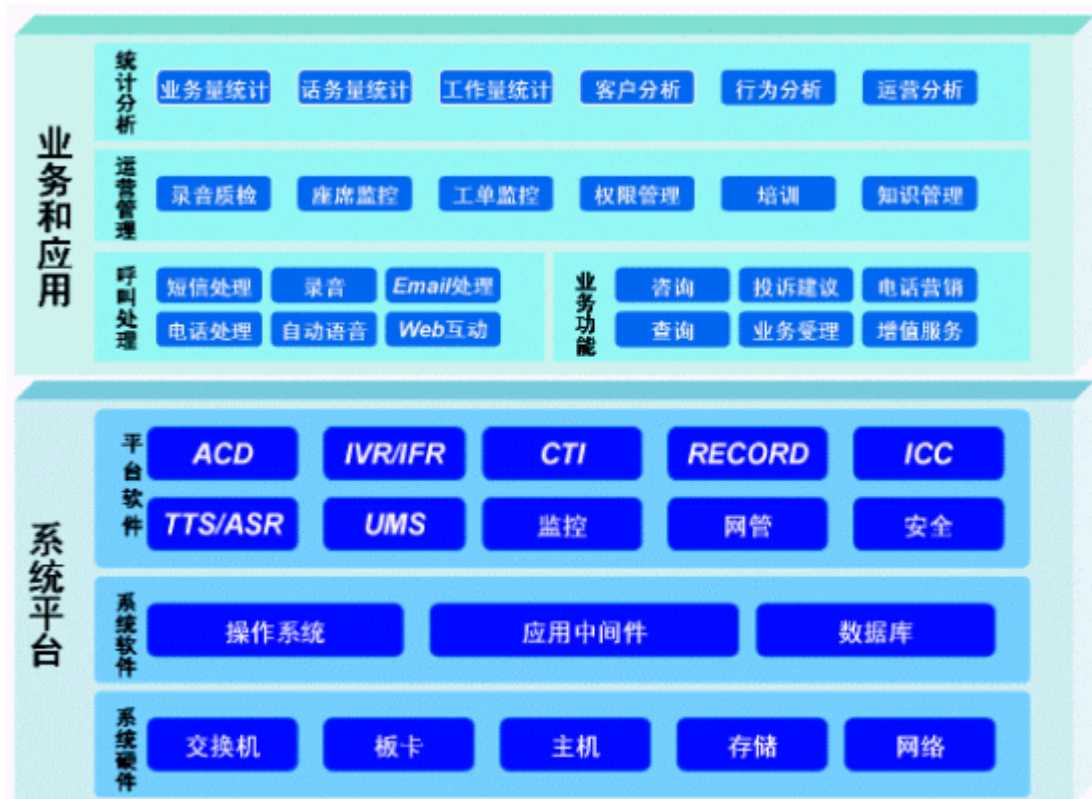 业务和应用
统计分析
业务量统计 话务量统计 工作量统计 客户分析 行为分析 运营分析
运营管理
录音质检 座席监控 工单监控 权限管理 培训 知识管理
呼叫处理
短信处理 录音 Email处理
电话处理 自动语音 Web互动
业务功能
咨询 投诉建议 电话营销
查询 业务受理 增值服务
系统平台
平台软件
ACD IVR/IFR CTI RECORD ICC
TTS/ASR UMS 监控 网管 安全
系统软件
操作系统 应用中间件 数据库
系统硬件
交换机 板卡 主机 存储 网络